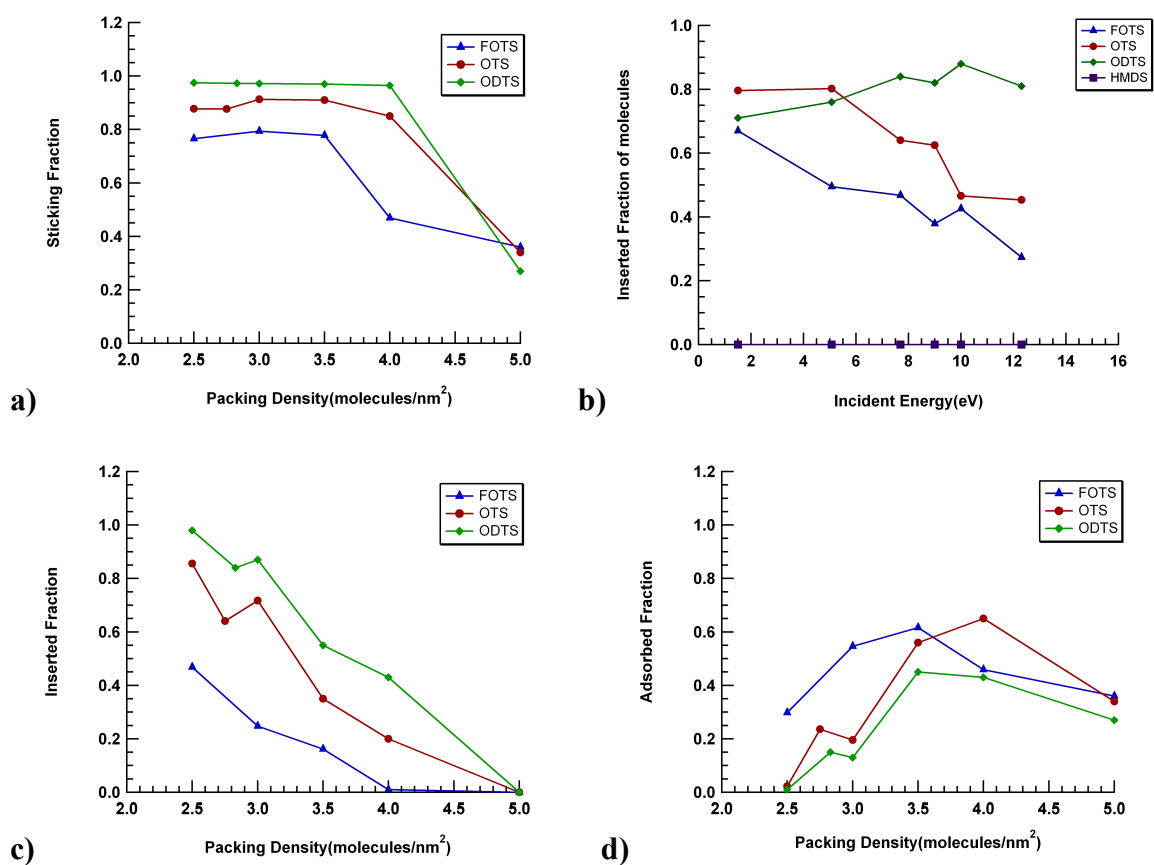 1.2
1.0
0.8
0.6
0.4
0.2
0.0
Sticking Fraction
FOTS
OTS
ODTS
2.0 2.5 3.0 3.5 4.0 4.5 5.0
Packing Density(molecules/nm²)
a)
1.0
0.8
0.6
0.4
0.2
0.0
Inserted Fraction of molecules
FOTS
OTS
ODTS
HMDS
0 2 4 6 8 10 12 14 16
Incident Energy(eV)
b)
1.2
1.0
0.8
0.6
0.4
0.2
0.0
Inserted Fraction
FOTS
OTS
ODTS
2.0 2.5 3.0 3.5 4.0 4.5 5.0
Packing Density(molecules/nm²)
c)
1.2
1.0
0.8
0.6
0.4
0.2
0.0
Adsorbed Fraction
FOTS
OTS
ODTS
2.0 2.5 3.0 3.5 4.0 4.5 5.0
Packing Density(molecules/nm²)
d)